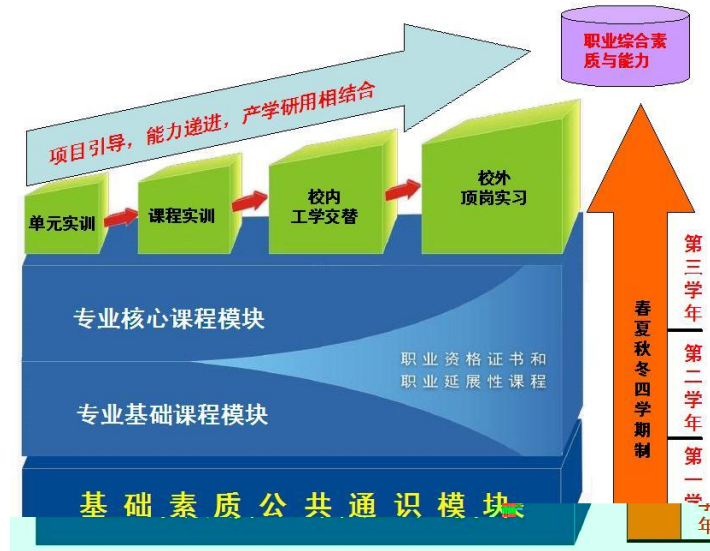 职业综合素
质与能力
项目引导，能力递进，产学研用相结合
单元实训
课程实训
校内
工学交替
校外
顶岗实习
专业核心课程模块
职业资格证书和
职业延展性课程
专业基础课程模块
基础素质公共通识模块
春夏秋冬四学期制
第三学年
第二学年
第一学年